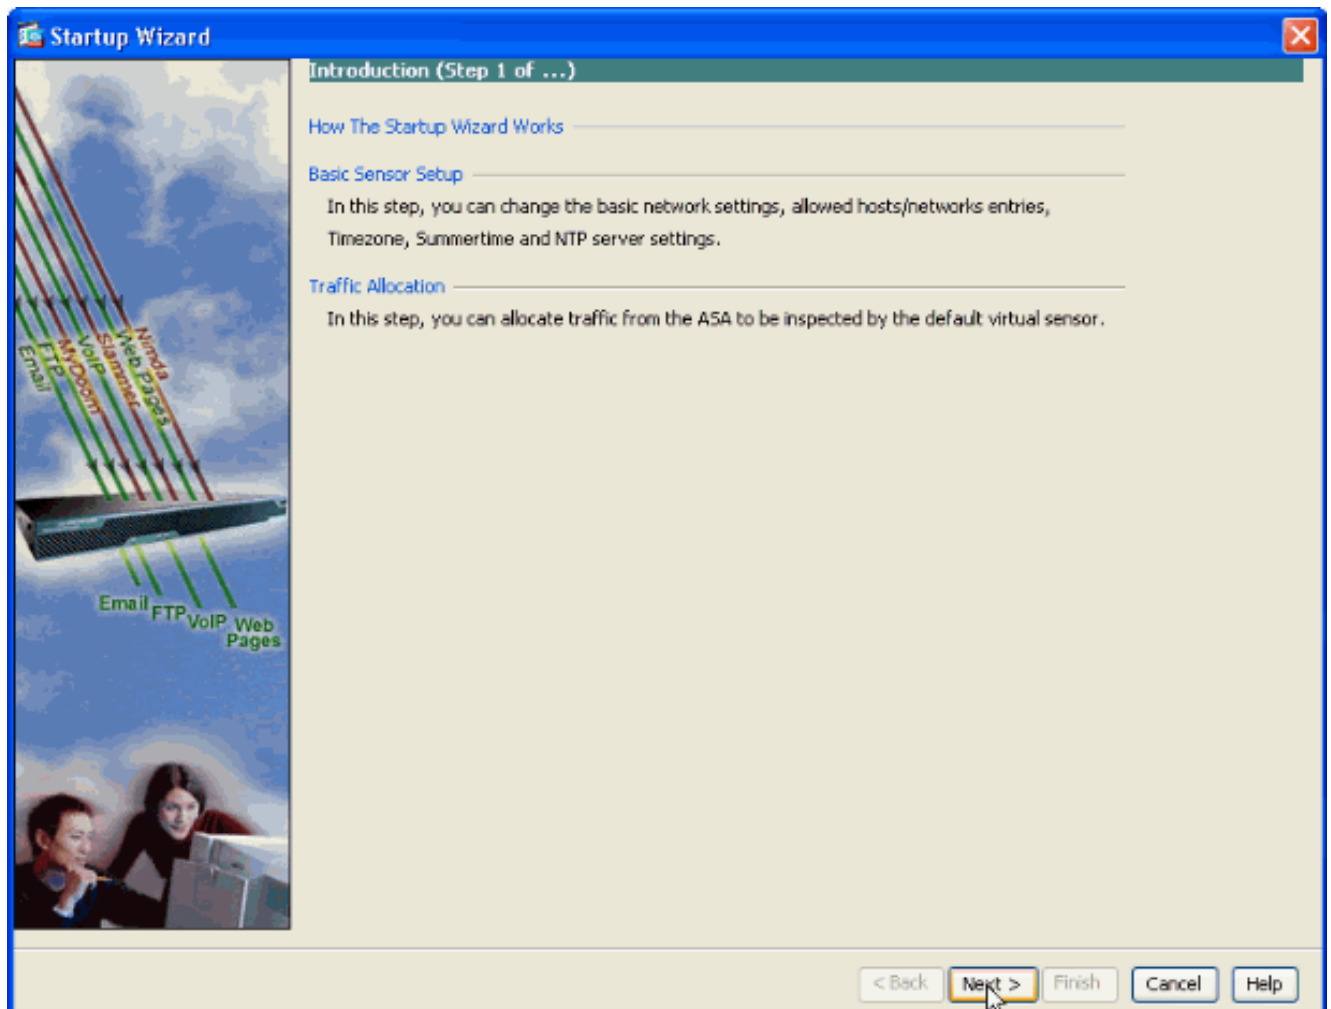 Startup Wizard
Introduction (Step 1 of ...)
How The Startup Wizard Works
Basic Sensor Setup
In this step, you can change the basic network settings, allowed hosts/networks entries,
Timezone, Summertime and NTP server settings.
Traffic Allocation
In this step, you can allocate traffic from the ASA to be inspected by the default virtual sensor.
Nimda
Web Pages
Slammer
VoIP
MyDoom
FTP
Email
Email
FTP
VoIP
Web
Pages
< Back
Next >
Finish
Cancel
Help